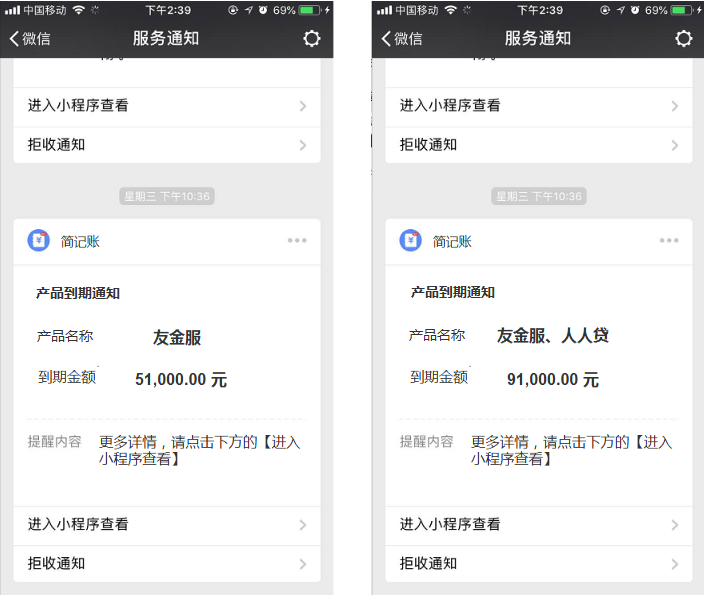 中国移动 下午2:39 69%
微信 服务通知
进入小程序查看
拒收通知
星期三 下午10:36
简记账
产品到期通知
产品名称 友金服
到期金额 51,000.00 元
提醒内容 更多详情，请点击下方的【进入
小程序查看】
进入小程序查看
拒收通知
中国移动 下午2:39 69%
微信 服务通知
进入小程序查看
拒收通知
星期三 下午10:36
简记账
产品到期通知
产品名称 友金服、人人贷
到期金额 91,000.00 元
提醒内容 更多详情，请点击下方的【进入
小程序查看】
进入小程序查看
拒收通知